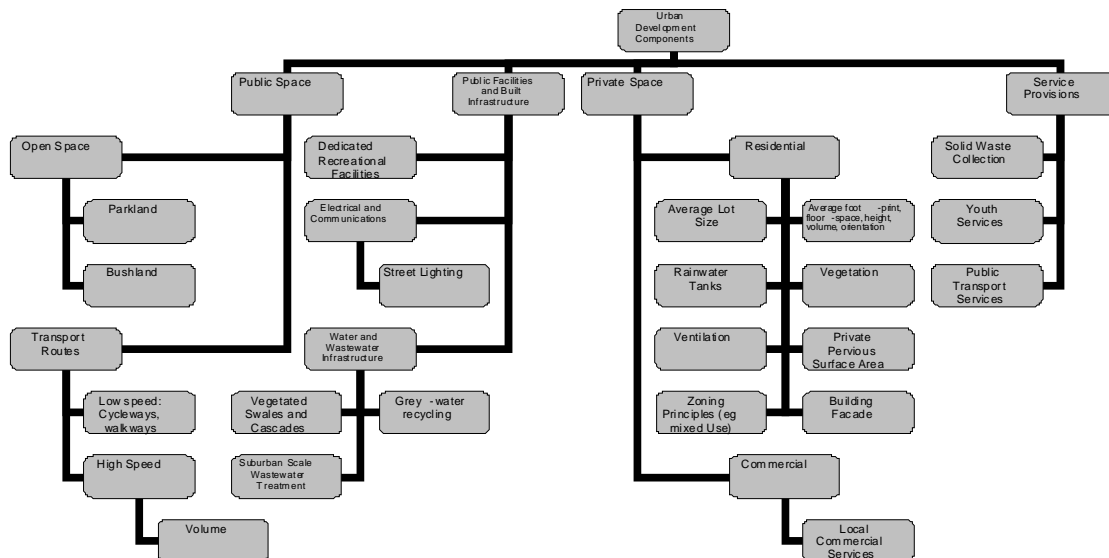 Urban
Development
Components
Public Space
Public Facilities
and Built
Infrastructure
Private Space
Service
Provisions
Open Space
Dedicated
Recreational
Facilities
Residential
Solid Waste
Collection
Parkland
Electrical and
Communications
Average Lot
Size
Average foot -print,
floor -space, height,
volume, orientation
Youth
Services
Bushland
Street Lighting
Rainwater
Tanks
Vegetation
Public
Transport
Services
Transport
Routes
Water and
Wastewater
Infrastructure
Ventilation
Private
Pervious
Surface Area
Low speed:
Cycleways,
walkways
Vegetated
Swales and
Cascades
Grey -water
recycling
Zoning
Principles (eg
mixed Use)
Building
Facade
High Speed
Suburban Scale
Wastewater
Treatment
Commercial
Volume
Local
Commercial
Services